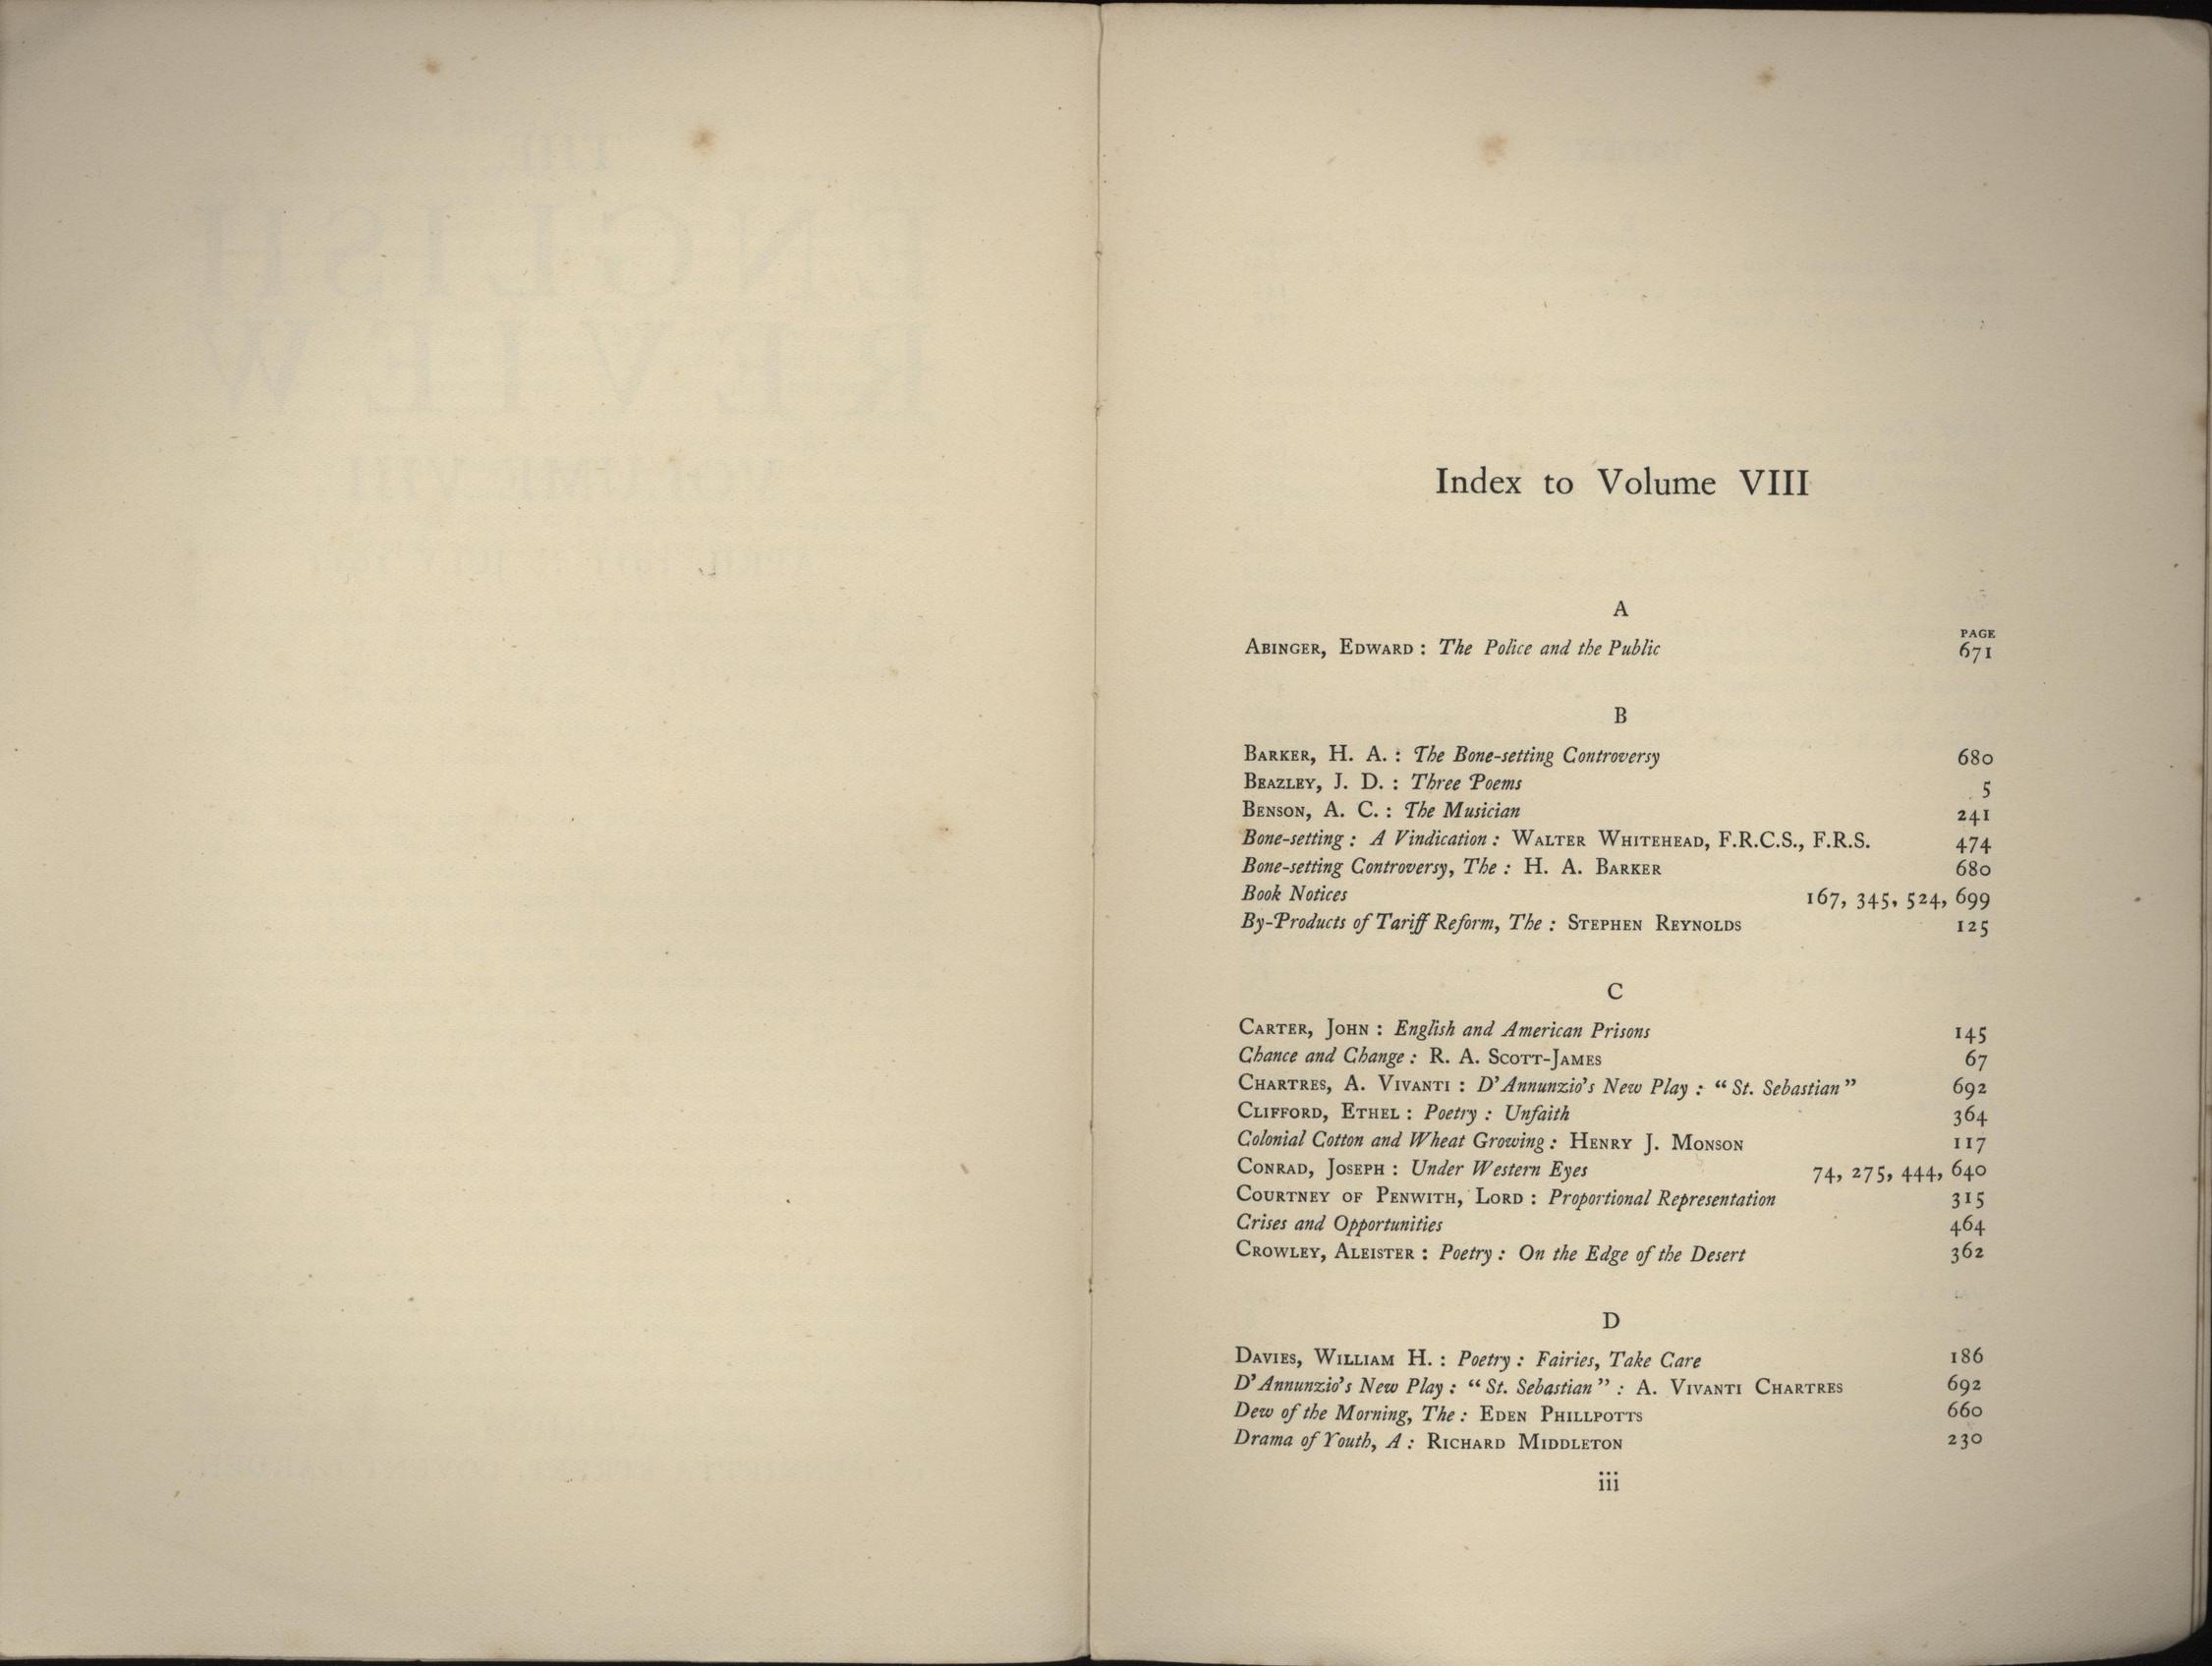 THE
ENGLISH
REVIEW
VOLUME VIII
Index to Volume VIII
A
PAGE
ABINGER, EDWARD : The Police and the Public 671
B
BARKER, H. A. : The Bone-setting Controversy 680
BEAZLEY, J. D. : Three Poems 5
BENSON, A. C. : The Musician 241
Bone-setting : A Vindication : WALTER WHITEHEAD, F.R.C.S., F.R.S. 474
Bone-setting Controversy, The : H. A. BARKER 680
Book Notices 167, 345, 524, 699
By-Products of Tariff Reform, The : STEPHEN REYNOLDS 125
C
CARTER, JOHN : English and American Prisons 145
Chance and Change : R. A. SCOTT-JAMES 67
CHARTRES, A. VIVANTI : D'Annunzio's New Play : “ St. Sebastian ” 692
CLIFFORD, ETHEL : Poetry : Unfaith 364
Colonial Cotton and Wheat Growing : HENRY J. MONSON 117
CONRAD, JOSEPH : Under Western Eyes 74, 275, 444, 640
COURTNEY OF PENWITH, LORD : Proportional Representation 315
Crises and Opportunities 464
CROWLEY, ALEISTER : Poetry : On the Edge of the Desert 362
D
DAVIES, WILLIAM H. : Poetry : Fairies, Take Care 186
D'Annunzio's New Play : “ St. Sebastian ” : A. VIVANTI CHARTRES 692
Dew of the Morning, The : EDEN PHILLPOTTS 660
Drama of Youth, A : RICHARD MIDDLETON 230
iii